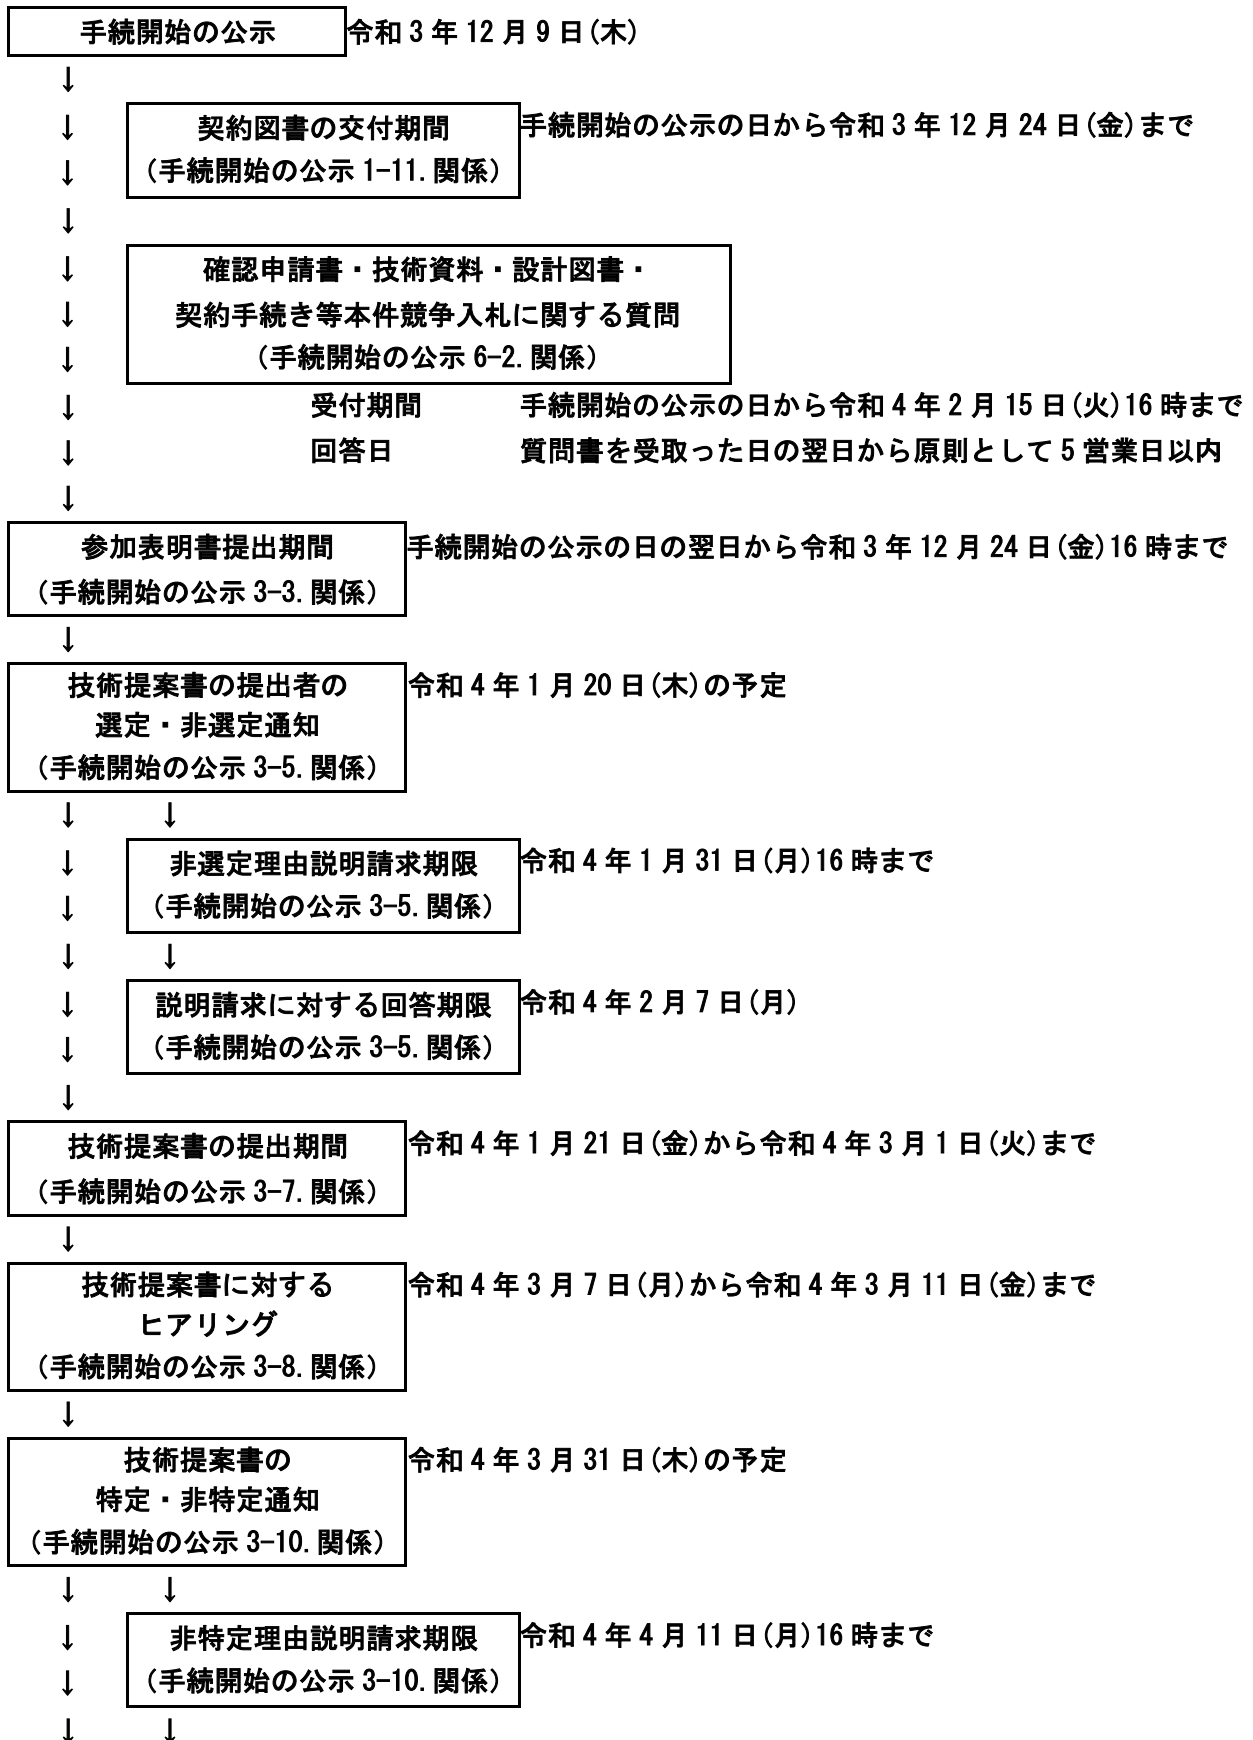 手続開始の公示 令和3年12月9日(木)
↓
↓ 契約図書の交付期間 手続開始の公示の日から令和3年12月24日(金)まで
↓ (手続開始の公示1-11.関係)
↓
↓ 確認申請書・技術資料・設計図書・
↓ 契約手続き等本件競争入札に関する質問
↓ (手続開始の公示6-2.関係)
↓ 受付期間 手続開始の公示の日から令和4年2月15日(火)16時まで
↓ 回答日 質問書を受取った日の翌日から原則として5営業日以内
↓
参加表明書提出期間 手続開始の公示の日の翌日から令和3年12月24日(金)16時まで
(手続開始の公示3-3.関係)
↓
技術提案書の提出者の 令和4年1月20日(木)の予定
選定・非選定通知
(手続開始の公示3-5.関係)
↓ ↓
↓ 非選定理由説明請求期限 令和4年1月31日(月)16時まで
↓ (手続開始の公示3-5.関係)
↓ ↓
↓ 説明請求に対する回答期限 令和4年2月7日(月)
↓ (手続開始の公示3-5.関係)
↓
技術提案書の提出期間 令和4年1月21日(金)から令和4年3月1日(火)まで
(手続開始の公示3-7.関係)
↓
技術提案書に対する 令和4年3月7日(月)から令和4年3月11日(金)まで
ヒアリング
(手続開始の公示3-8.関係)
↓
技術提案書の 令和4年3月31日(木)の予定
特定・非特定通知
(手続開始の公示3-10.関係)
↓ ↓
↓ 非特定理由説明請求期限 令和4年4月11日(月)16時まで
↓ (手続開始の公示3-10.関係)
↓ ↓